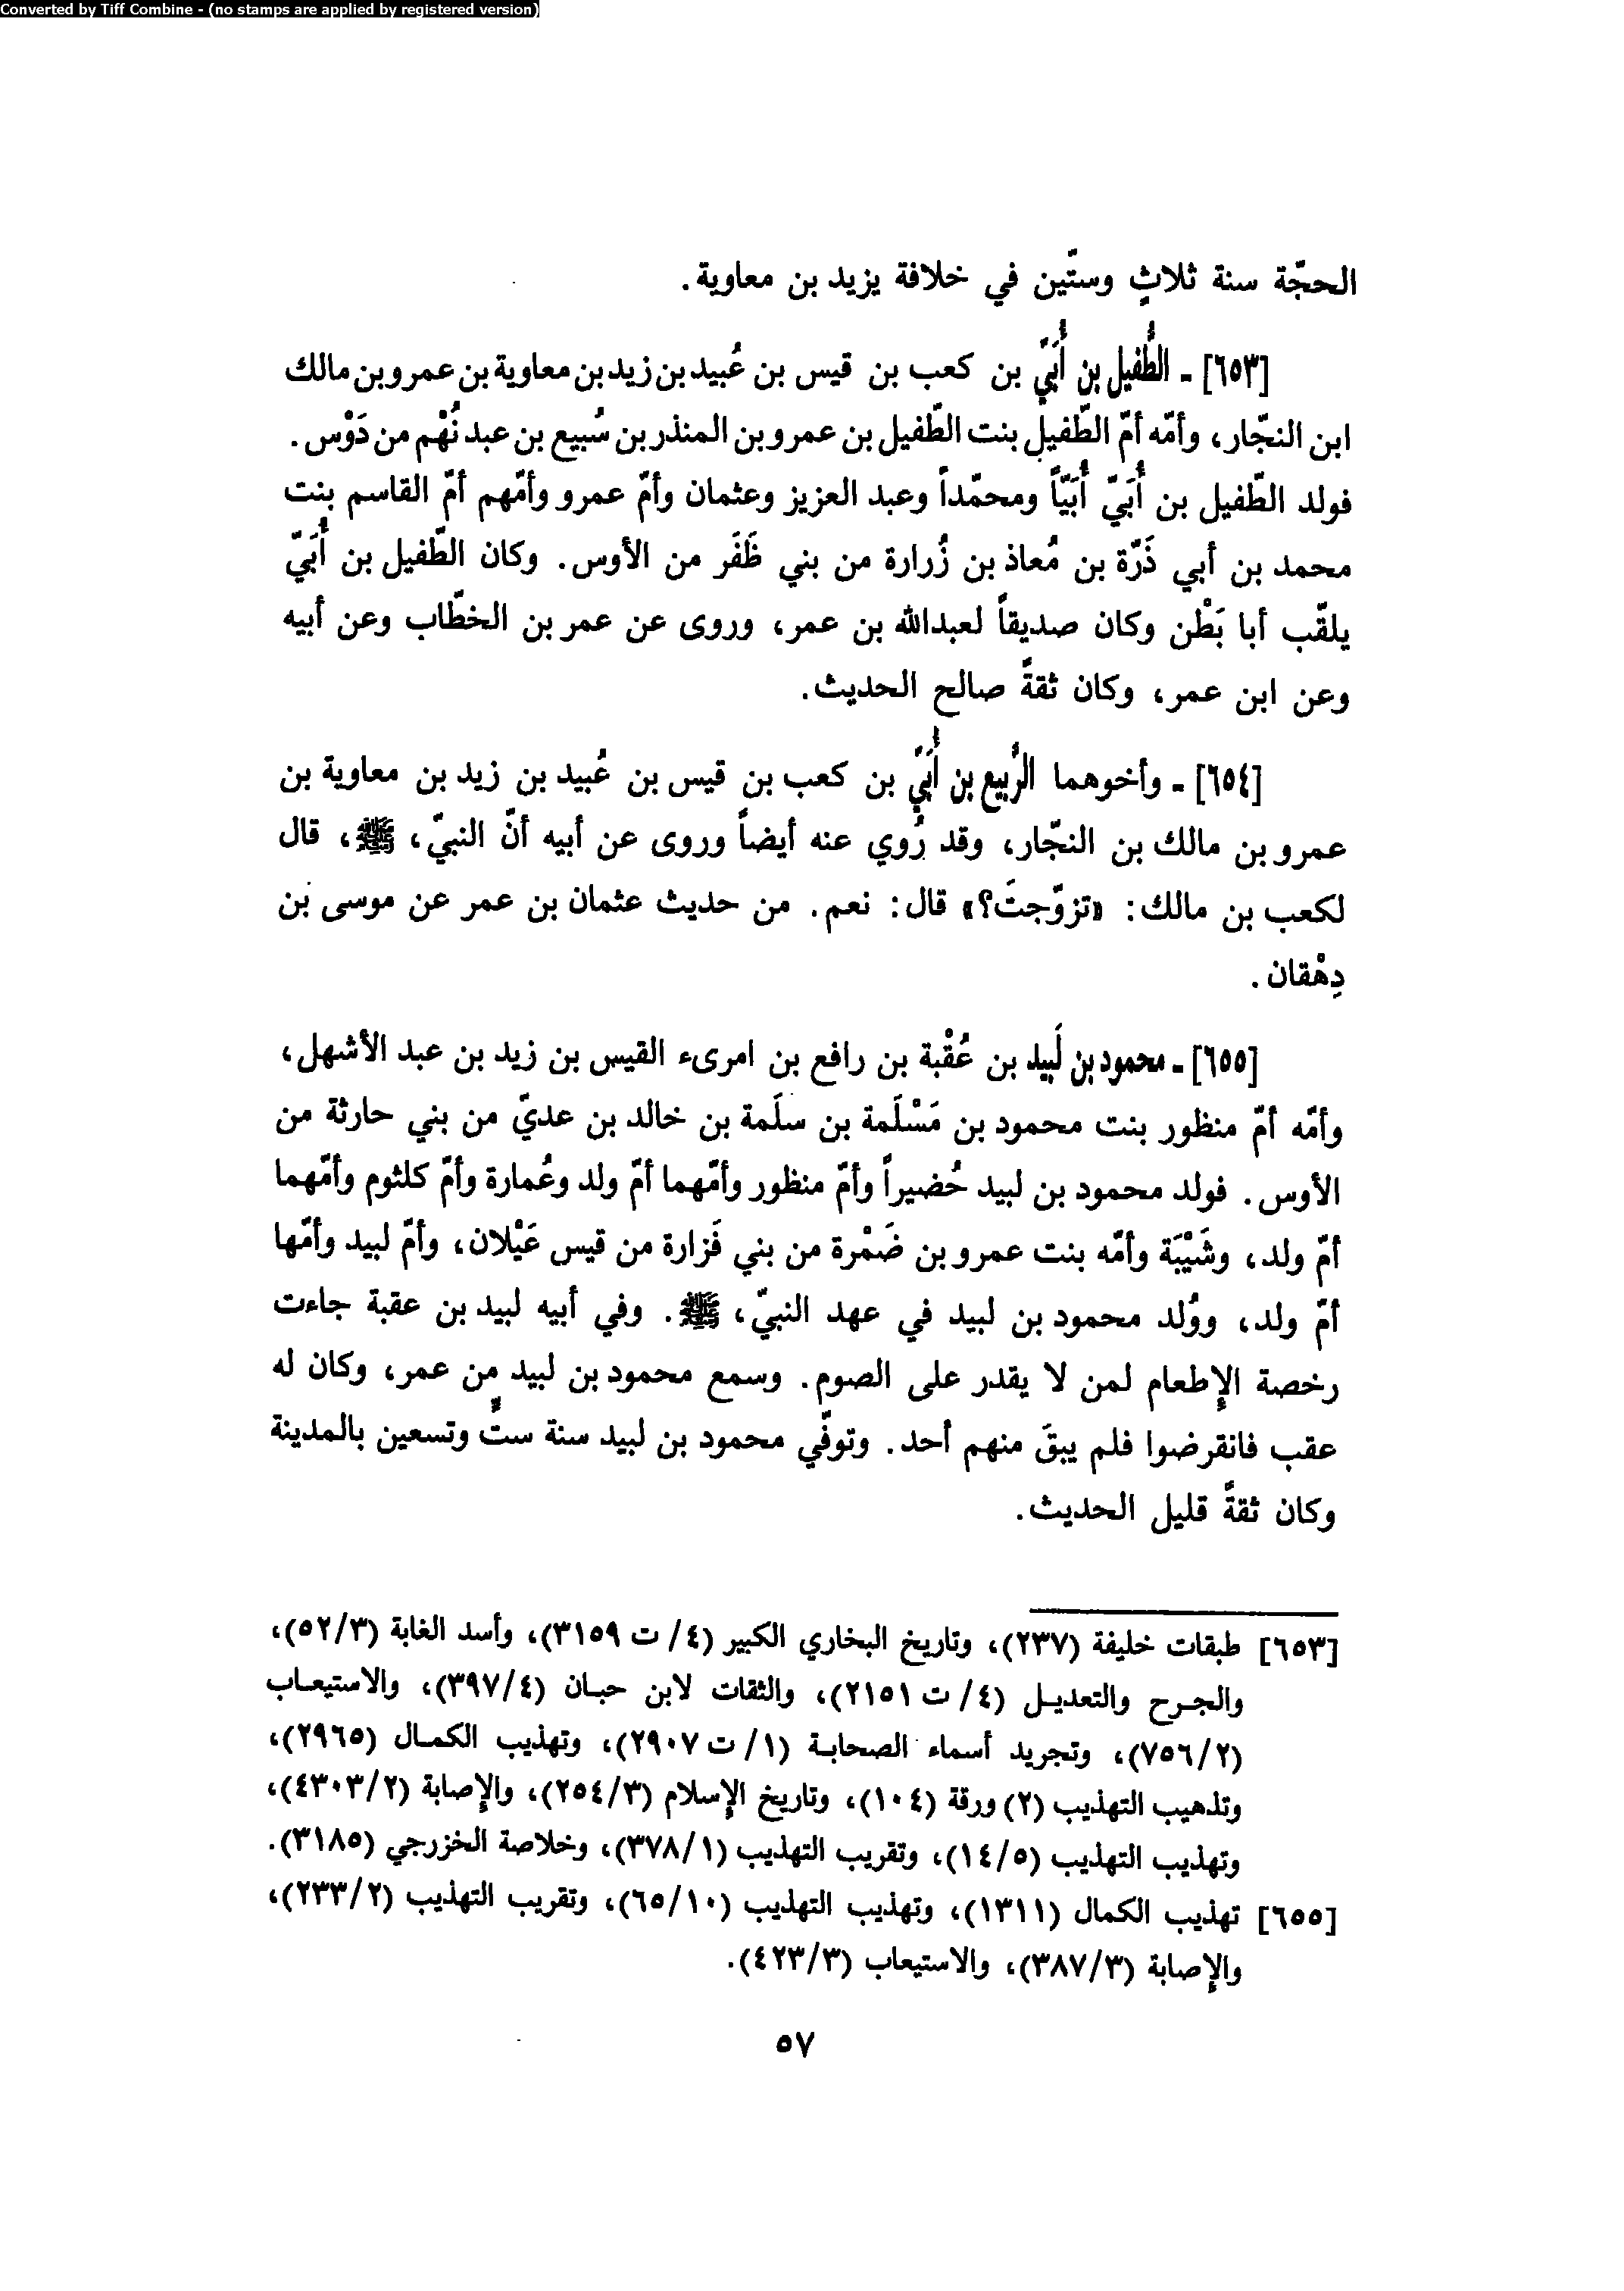 Converted by Tiff Combine - (no stamps are applied by registered version)
الحجّة سنة ثلاثٍ وستّين في خلافة يزيد بن معاوية.
[٦٥٣] ـ الطُّفيل بن أُبَيّ بن كعب بن قيس بن عُبيد بن زيد بن معاوية بن عمرو بن مالك
ابن النجّار، وأمّه أمّ الطّفيل بنت الطّفيل بن عمرو بن المنذر بن سُبيع بن عبد نُهْم من دَوْس.
فولد الطّفيل بن أُبَيّ أُبَيّاً ومحمّداً وعبد العزيز وعثمان وأمّ عمرو وأمّهم أمّ القاسم بنت
محمد بن أبي ذَرّة بن مُعاذ بن زُرارة من بني ظَفَر من الأوس. وكان الطّفيل بن أُبَيّ
يلقّب أبا بَطْن وكان صديقاً لعبدالله بن عمر، وروى عن عمر بن الخطّاب وعن أبيه
وعن ابن عمر، وكان ثقةً صالح الحديث.
[٦٥٤] ـ وأخوهما الرُّبيع بن أُبَيّ بن كعب بن قيس بن عُبيد بن زيد بن معاوية بن
عمرو بن مالك بن النجّار، وقد رُوي عنه أيضاً وروى عن أبيه أنّ النبيّ، ﷺ، قال
لكعب بن مالك: «تزوّجتَ؟» قال: نعم. من حديث عثمان بن عمر عن موسى بن
دِهْقان.
[٦٥٥] ـ محمود بن لَبيد بن عُقْبة بن رافع بن امرىء القيس بن زيد بن عبد الأشهل،
وأمّه أمّ منظور بنت محمود بن مَسْلَمة بن سلَمة بن خالد بن عديّ من بني حارثة من
الأوس. فولد محمود بن لبيد حُضيراً وأمّ منظور وأمّهما أمّ ولد وعُمارة وأمّ كلثوم وأمّهما
أمّ ولد، وشَيْبَة وأمّه بنت عمرو بن ضَمْرة من بني فَزارة من قيس عَيْلان، وأمّ لبيد وأمّها
أمّ ولد، ووُلد محمود بن لبيد في عهد النبيّ، ﷺ. وفي أبيه لبيد بن عقبة جاءت
رخصة الإطعام لمن لا يقدر على الصوم. وسمع محمود بن لبيد من عمر، وكان له
عقب فانقرضوا فلم يبقَ منهم أحد. وتوفّي محمود بن لبيد سنة ستٍّ وتسعين بالمدينة
وكان ثقةً قليل الحديث.
[٦٥٣] طبقات خليفة (٢٣٧)، وتاريخ البخاري الكبير (٤/ ت ٣١٥٩)، وأسد الغابة (٥٢/٣)،
والجرح والتعديل (٤/ ت ٢١٥١)، والثقات لابن حبان (٣٩٧/٤)، والاستيعاب
(٧٥٦/٢)، وتجريد أسماء الصحابة (١/ ت ٢٩٠٧)، وتهذيب الكمال (٢٩٦٥)،
وتذهيب التهذيب (٢) ورقة (١٠٤)، وتاريخ الإسلام (٢٥٤/٣)، والإصابة (٤٣٠٣/٢)،
وتهذيب التهذيب (١٤/٥)، وتقريب التهذيب (٣٧٨/١)، وخلاصة الخزرجي (٣١٨٥).
[٦٥٥] تهذيب الكمال (١٣١١)، وتهذيب التهذيب (٦٥/١٠)، وتقريب التهذيب (٢٣٣/٢)،
والإصابة (٣٨٧/٣)، والاستيعاب (٤٢٣/٣).
٥٧